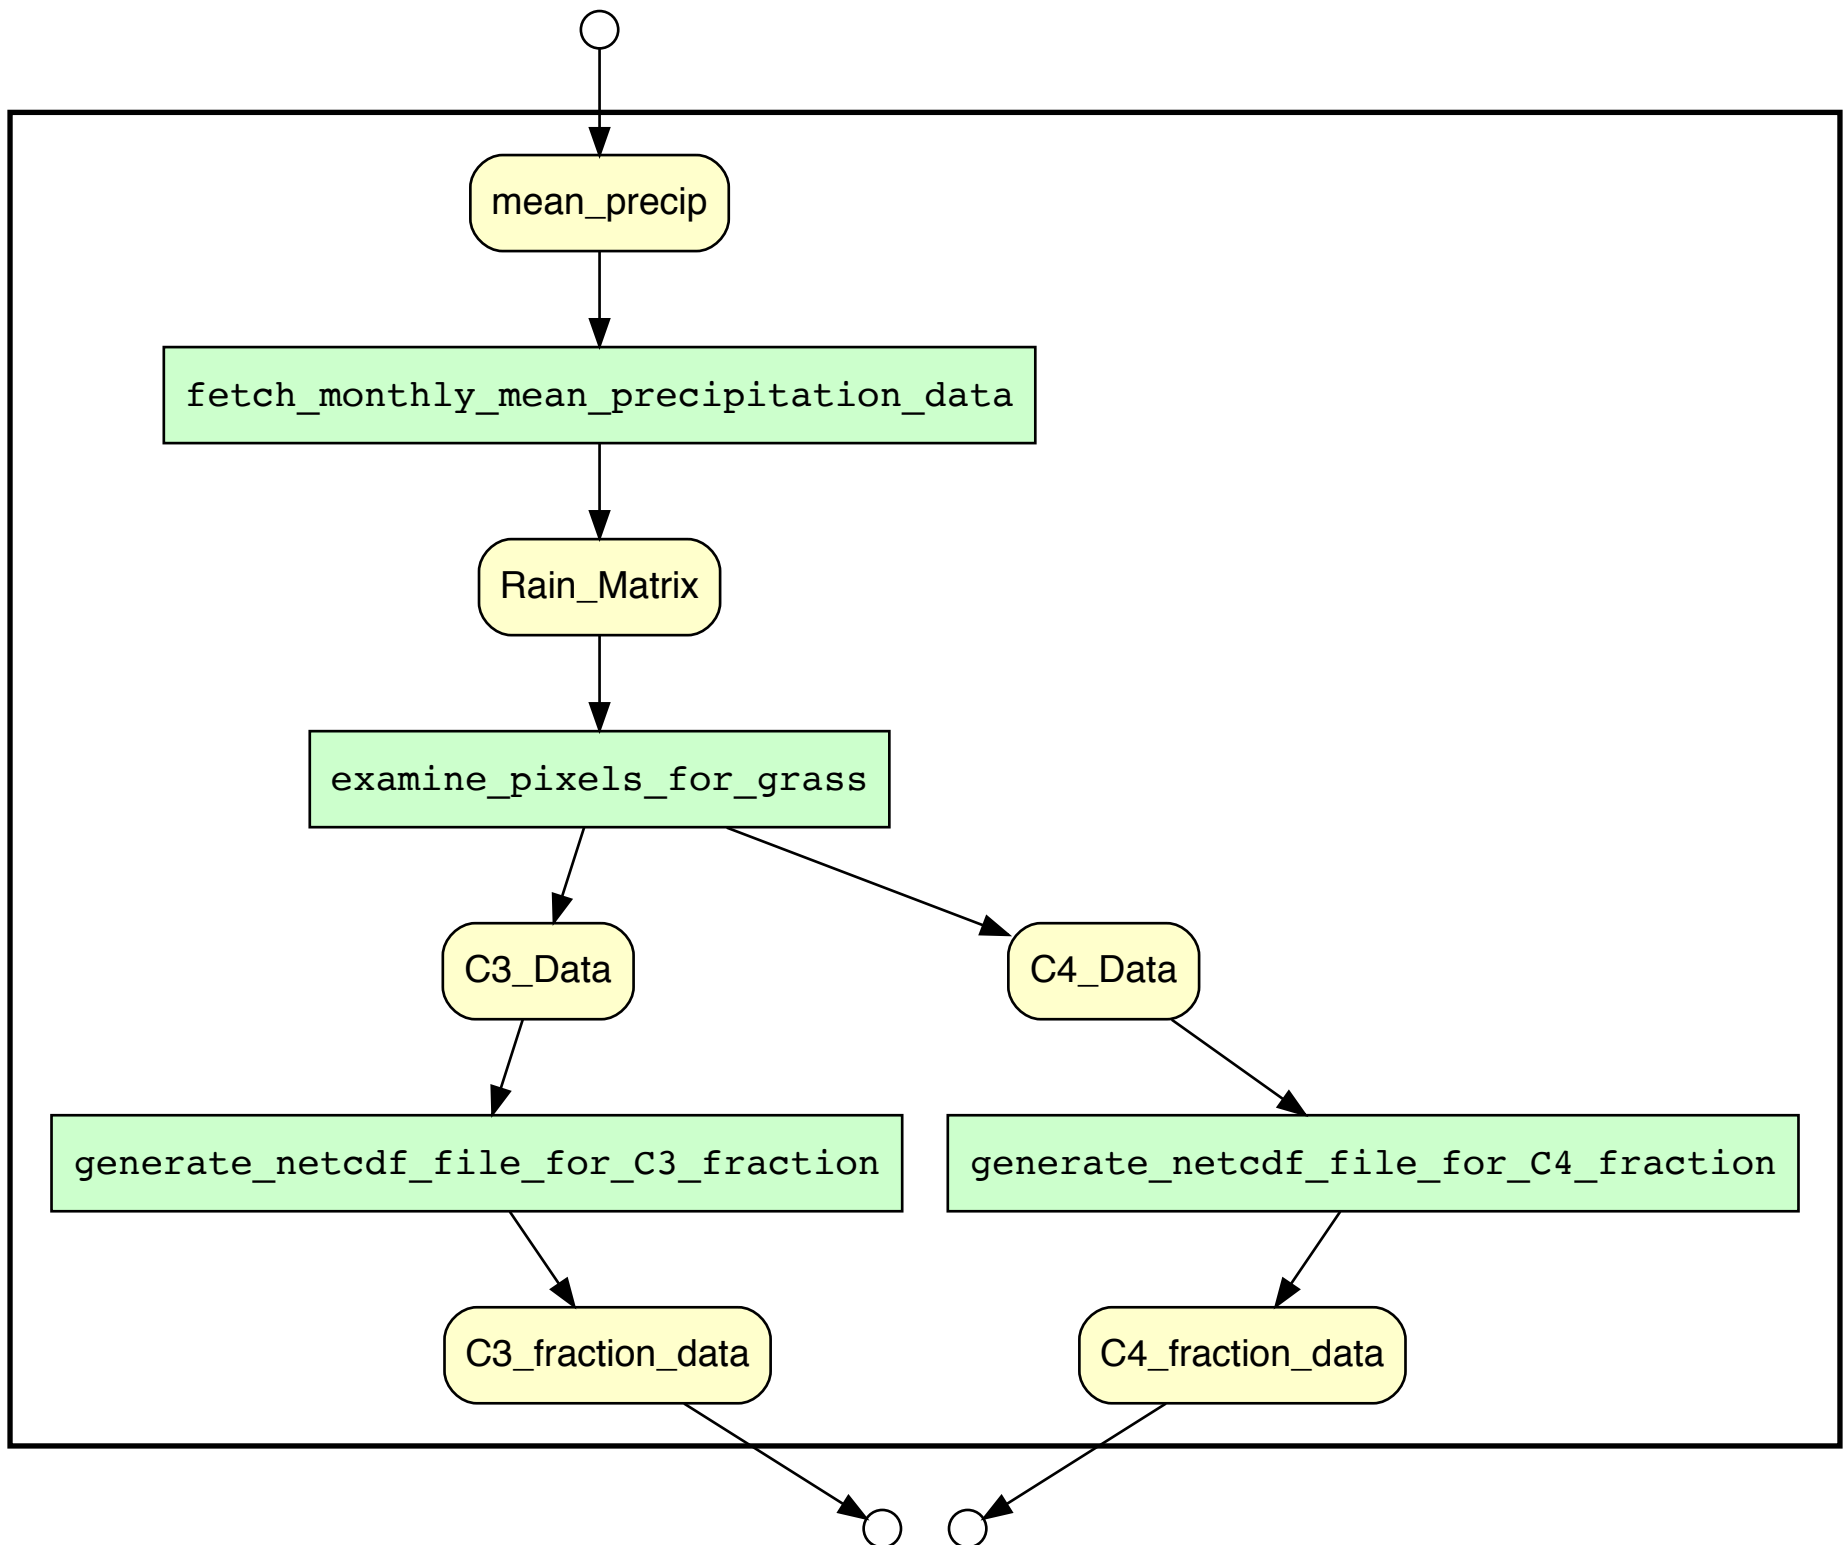 mean_precip
fetch_monthly_mean_precipitation_data
Rain_Matrix
examine_pixels_for_grass
C3_Data
C4_Data
generate_netcdf_file_for_C3_fraction
generate_netcdf_file_for_C4_fraction
C3_fraction_data
C4_fraction_data